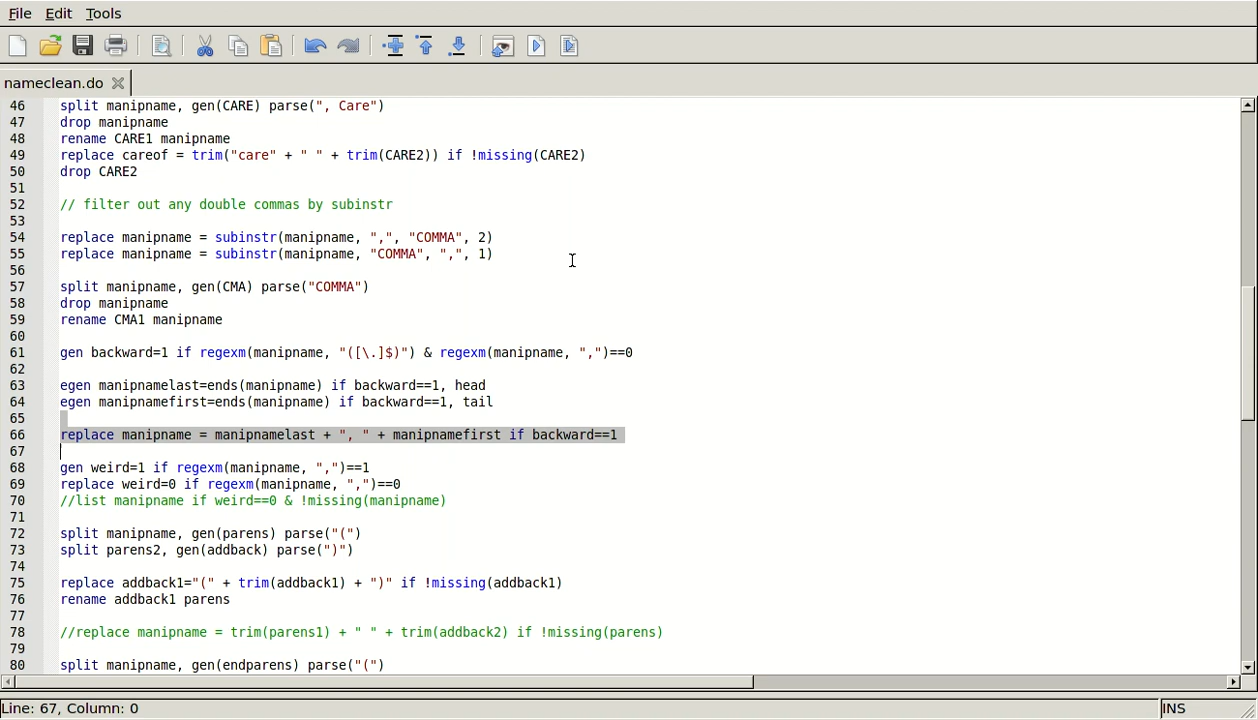 File Edit Tools
nameclean.do
46 split manipname, gen(CARE) parse(", Care")
47 drop manipname
48 rename CARE1 manipname
49 replace careof = trim("care" + " " + trim(CARE2)) if !missing(CARE2)
50 drop CARE2
51
52 // filter out any double commas by subinstr
53
54 replace manipname = subinstr(manipname, ",", "COMMA", 2)
55 replace manipname = subinstr(manipname, "COMMA", ",", 1)
56
57 split manipname, gen(CMA) parse("COMMA")
58 drop manipname
59 rename CMA1 manipname
60
61 gen backward=1 if regexm(manipname, "([\.]$)") & regexm(manipname, ",")==0
62
63 egen manipnamelast=ends(manipname) if backward==1, head
64 egen manipnamefirst=ends(manipname) if backward==1, tail
65
66 replace manipname = manipnamelast + ", " + manipnamefirst if backward==1
67
68 gen weird=1 if regexm(manipname, ",")==1
69 replace weird=0 if regexm(manipname, ",")==0
70 //list manipname if weird==0 & !missing(manipname)
71
72 split manipname, gen(parens) parse("(")
73 split parens2, gen(addback) parse(")")
74
75 replace addback1="(" + trim(addback1) + ")" if !missing(addback1)
76 rename addback1 parens
77
78 //replace manipname = trim(parens1) + " " + trim(addback2) if !missing(parens)
79
80 split manipname, gen(endparens) parse("(")
Line: 67, Column: 0 INS